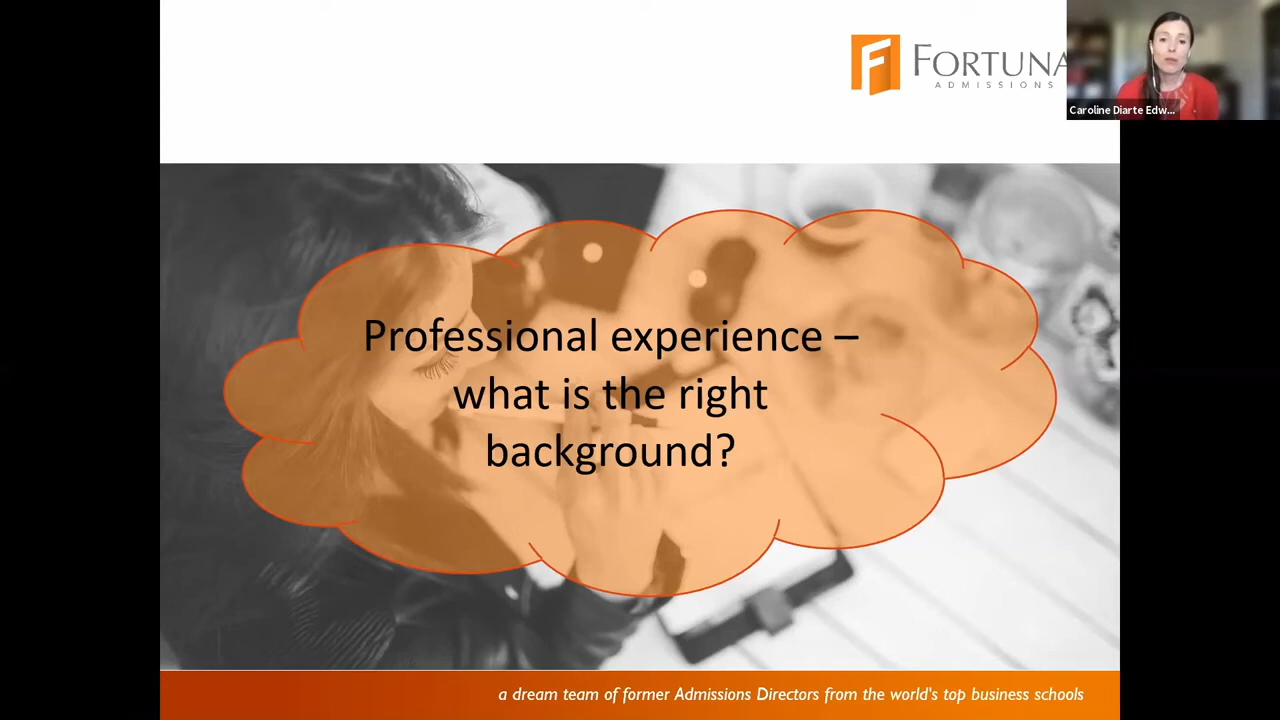 FORTUNA
ADMISSIONS
Caroline Diarte Edw...
Professional experience –
what is the right
background?
a dream team of former Admissions Directors from the world's top business schools